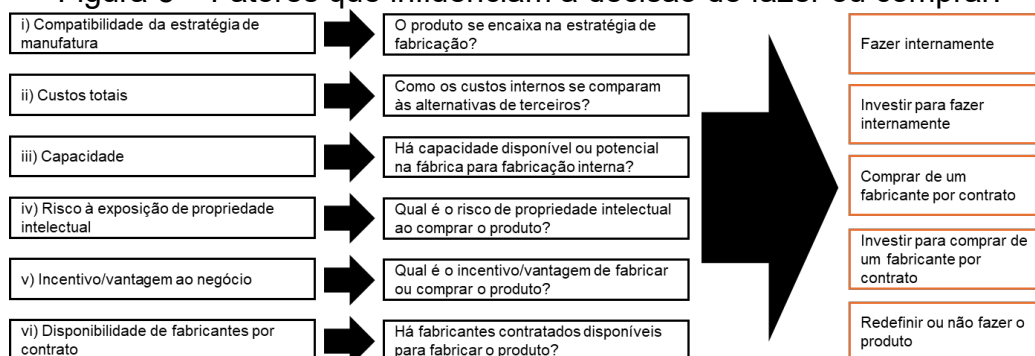 Figura 3 – Fatores que influenciam a decisão de fazer ou comprar.
i) Compatibilidade da estratégia de
manufatura
O produto se encaixa na estratégia de
fabricação?
Fazer internamente
ii) Custos totais
Como os custos internos se comparam
às alternativas de terceiros?
Investir para fazer
internamente
iii) Capacidade
Há capacidade disponível ou potencial
na fábrica para fabricação interna?
Comprar de um
fabricante por contrato
iv) Risco à exposição de propriedade
intelectual
Qual é o risco de propriedade intelectual
ao comprar o produto?
Investir para comprar de
um fabricante por
contrato
v) Incentivo/vantagem ao negócio
Qual é o incentivo/vantagem de fabricar
ou comprar o produto?
vi) Disponibilidade de fabricantes por
contrato
Há fabricantes contratados disponíveis
para fabricar o produto?
Redefinir ou não fazer o
produto